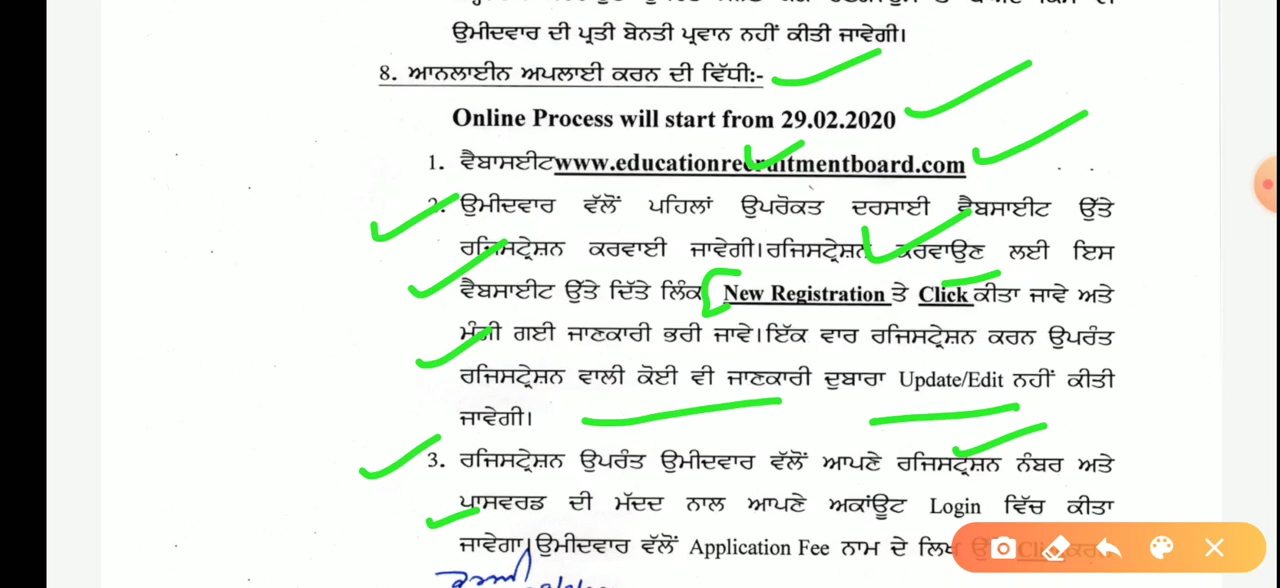 ਉਮੀਦਵਾਰ ਦੀ ਪ੍ਰਤੀ ਬੇਨਤੀ ਪ੍ਰਵਾਨ ਨਹੀਂ ਕੀਤੀ ਜਾਵੇਗੀ।
8. ਆਨਲਾਈਨ ਅਪਲਾਈ ਕਰਨ ਦੀ ਵਿੱਧੀ:-
Online Process will start from 29.02.2020
1. ਵੈਬਾਸਈਟwww.educationrecruitmentboard.com
2. ਉਮੀਦਵਾਰ ਵੱਲੋਂ ਪਹਿਲਾਂ ਉਪਰੋਕਤ ਦਰਸਾਈ ਵੈਬਸਾਈਟ ਉੱਤੇ
ਰਜਿਸਟ੍ਰੇਸ਼ਨ ਕਰਵਾਈ ਜਾਵੇਗੀ।ਰਜਿਸਟ੍ਰੇਸ਼ਨ ਕਰਵਾਉਣ ਲਈ ਇਸ
ਵੈਬਸਾਈਟ ਉੱਤੇ ਦਿੱਤੇ ਲਿੰਕ New Registration ਤੇ Click ਕੀਤਾ ਜਾਵੇ ਅਤੇ
ਮੰਗੀ ਗਈ ਜਾਣਕਾਰੀ ਭਰੀ ਜਾਵੇ।ਇੱਕ ਵਾਰ ਰਜਿਸਟ੍ਰੇਸ਼ਨ ਕਰਨ ਉਪਰੰਤ
ਰਜਿਸਟ੍ਰੇਸ਼ਨ ਵਾਲੀ ਕੋਈ ਵੀ ਜਾਣਕਾਰੀ ਦੁਬਾਰਾ Update/Edit ਨਹੀਂ ਕੀਤੀ
ਜਾਵੇਗੀ।
3. ਰਜਿਸਟ੍ਰੇਸ਼ਨ ਉਪਰੰਤ ਉਮੀਦਵਾਰ ਵੱਲੋਂ ਆਪਣੇ ਰਜਿਸਟ੍ਰੇਸ਼ਨ ਨੰਬਰ ਅਤੇ
ਪਾਸਵਰਡ ਦੀ ਮੱਦਦ ਨਾਲ ਆਪਣੇ ਅਕਾਂਊਟ Login ਵਿੱਚ ਕੀਤਾ
ਜਾਵੇਗਾ।ਉਮੀਦਵਾਰ ਵੱਲੋਂ Application Fee ਨਾਮ ਦੇ